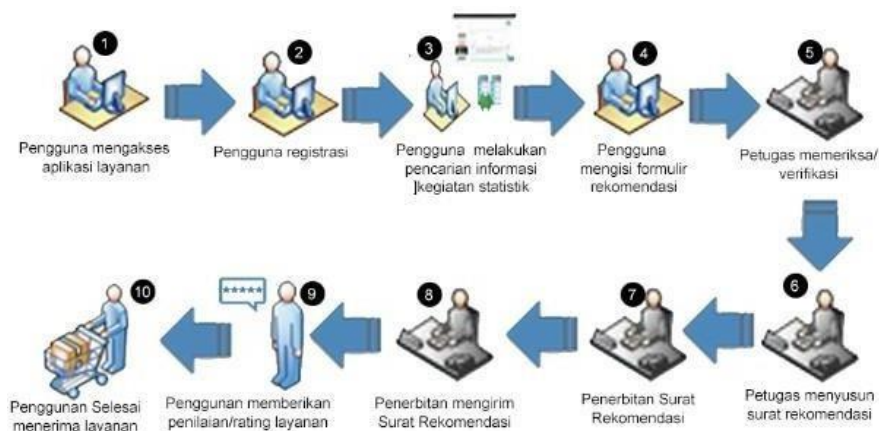 1
Pengguna mengakses
aplikasi layanan
2
Pengguna registrasi
3
Pengguna melakukan
pencarian informasi
]kegiatan statistik
4
Pengguna
mengisi formulir
rekomendasi
5
Petugas memeriksa/
verifikasi
6
Petugas menyusun
surat rekomendasi
7
Penerbitan Surat
Rekomendasi
8
Penerbitan mengirim
Surat Rekomendasi
*****
9
Penggunan memberikan
penilaian/rating layanan
10
Penggunan Selesai
menerima layanan